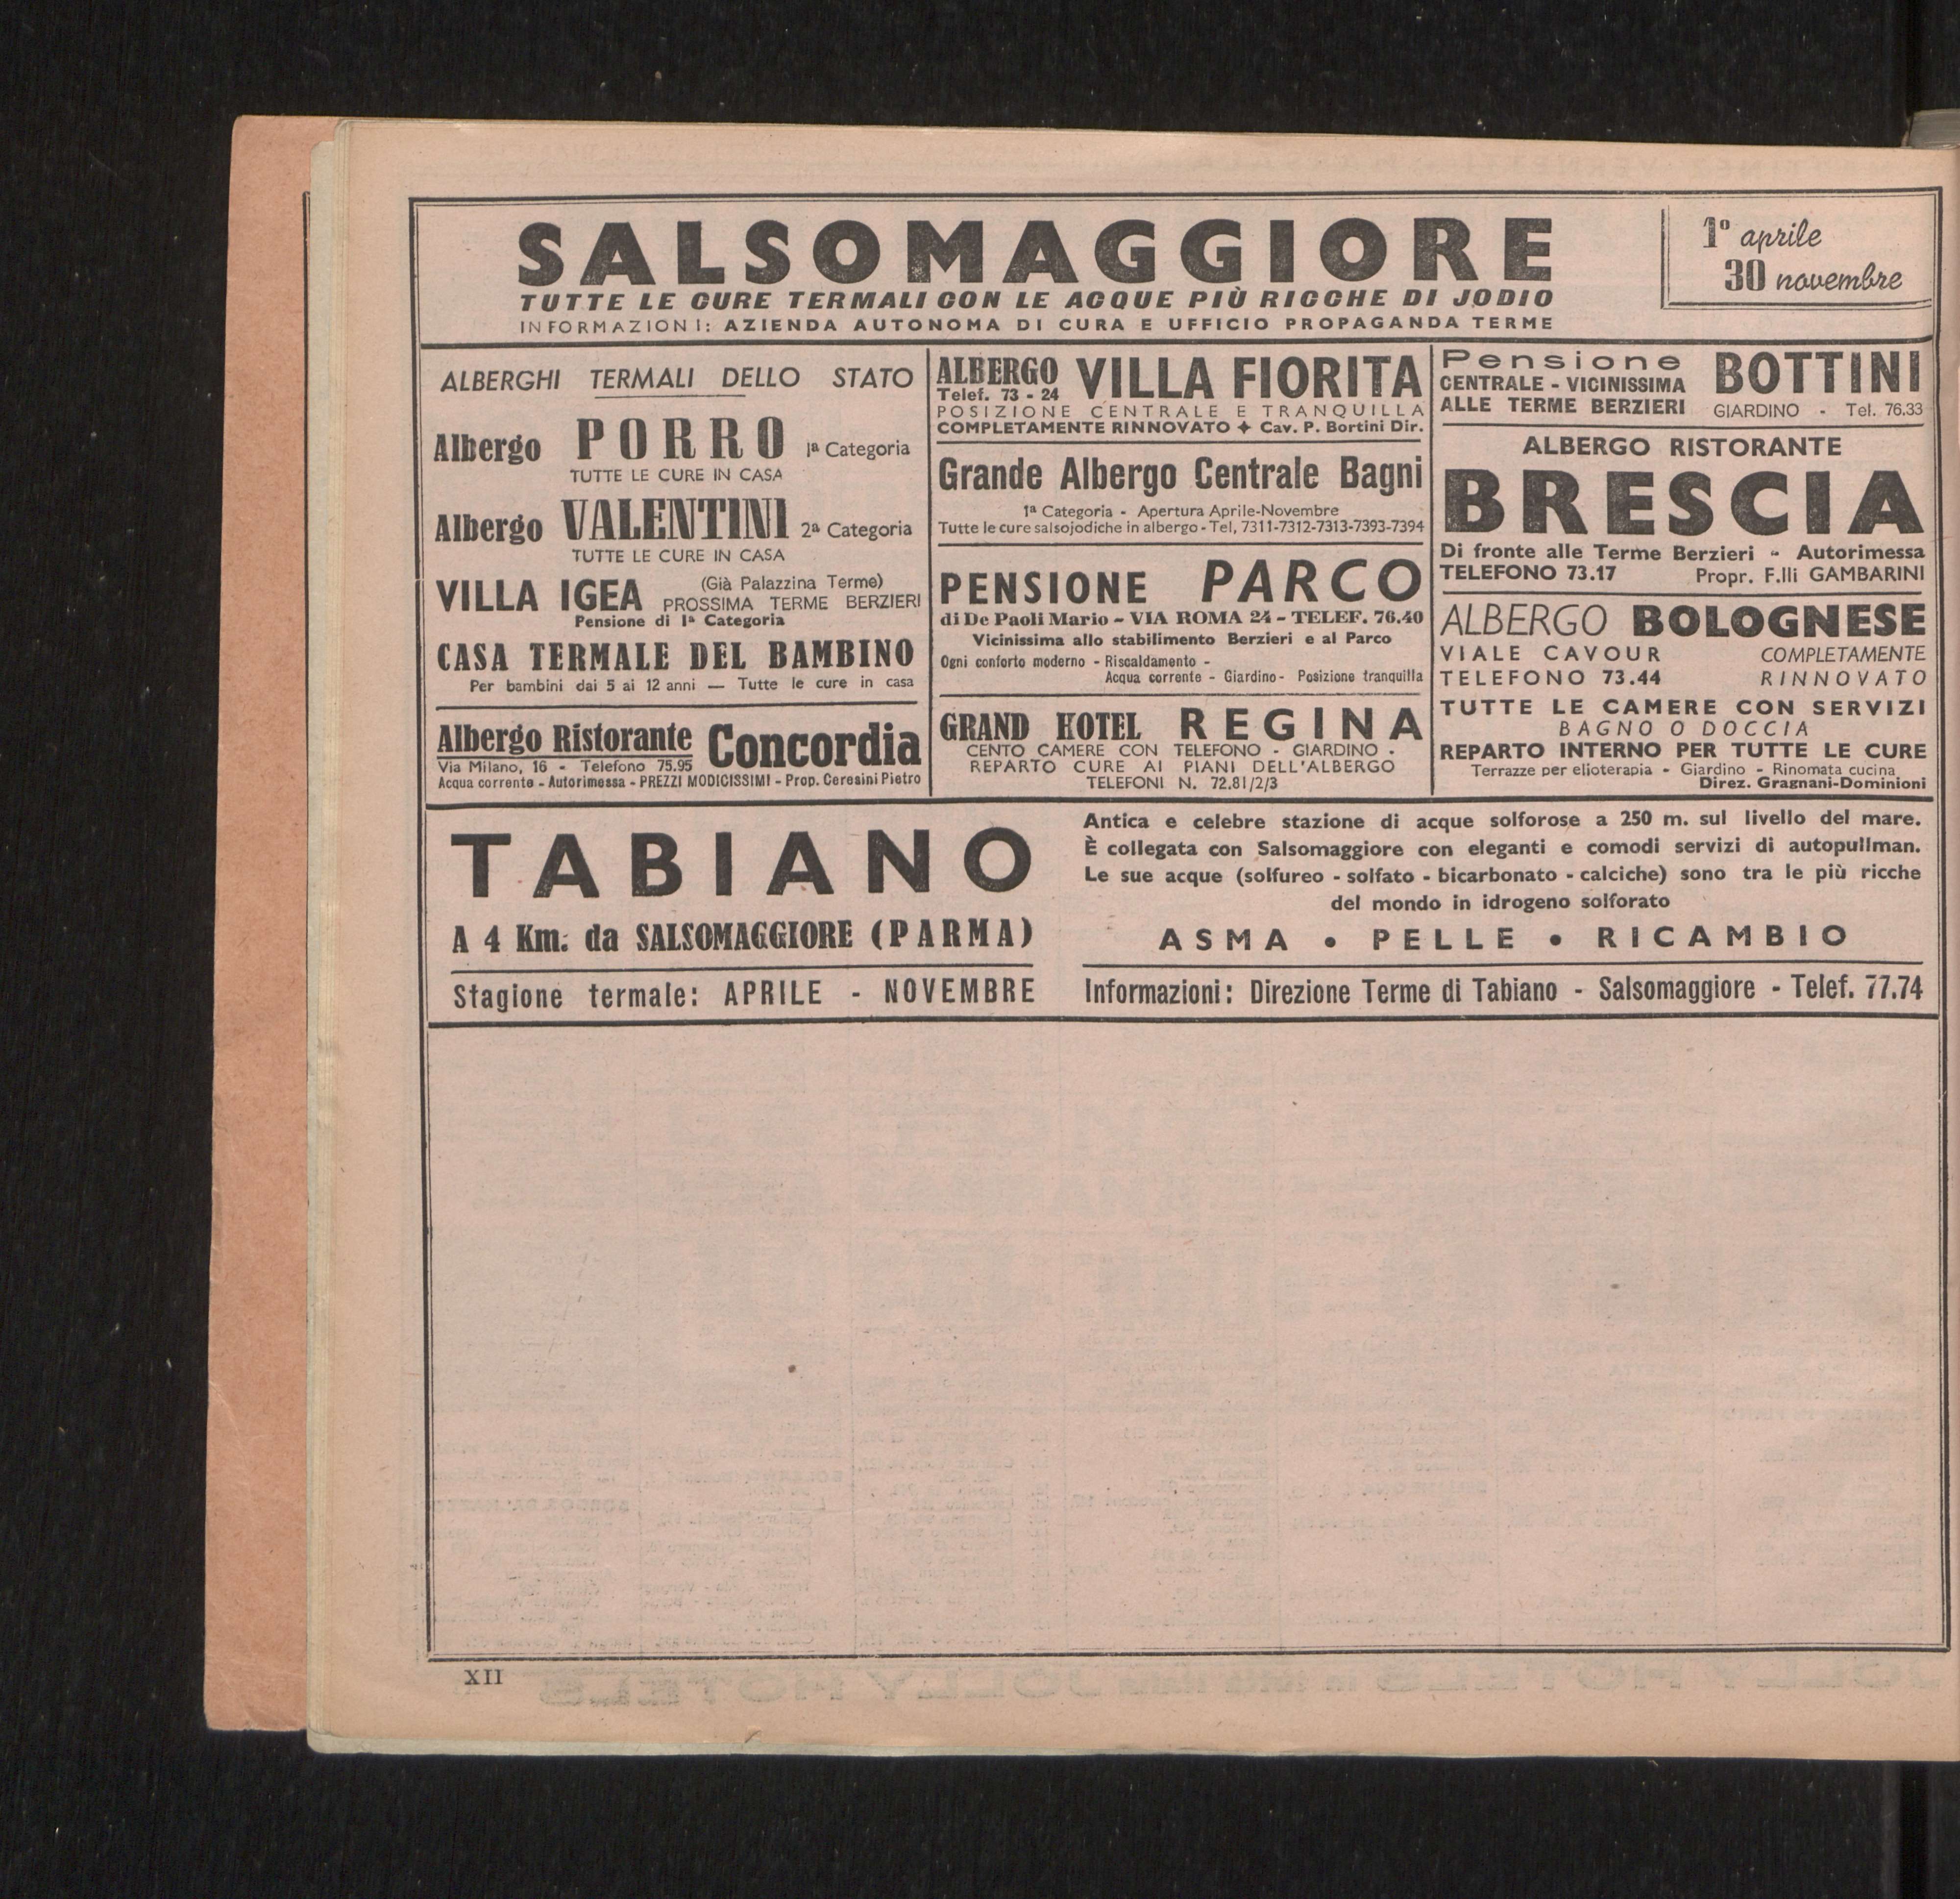 SALSOMAGGIORE
TUTTE LE CURE TERMALI CON LE ACQUE PIÙ RICCHE DI JODIO
INFORMAZIONI: AZIENDA AUTONOMA DI CURA E UFFICIO PROPAGANDA TERME
1° aprile
30 novembre
ALBERGHI TERMALI DELLO STATO
Albergo PORRO 1ª Categoria
TUTTE LE CURE IN CASA
Albergo VALENTINI 2ª Categoria
TUTTE LE CURE IN CASA
VILLA IGEA (Già Palazzina Terme)
PROSSIMA TERME BERZIERI
Pensione di 1ª Categoria
CASA TERMALE DEL BAMBINO
Per bambini dai 5 ai 12 anni — Tutte le cure in casa
Albergo Ristorante Concordia
Via Milano, 16 - Telefono 75.95
Acqua corrente - Autorimessa - PREZZI MODICISSIMI - Prop. Ceresini Pietro
ALBERGO VILLA FIORITA
Telef. 73 - 24
POSIZIONE CENTRALE E TRANQUILLA
COMPLETAMENTE RINNOVATO ✦ Cav. P. Bortini Dir.
Grande Albergo Centrale Bagni
1ª Categoria - Apertura Aprile-Novembre
Tutte le cure salsojodiche in albergo - Tel, 7311-7312-7313-7393-7394
PENSIONE PARCO
di De Paoli Mario - VIA ROMA 24 - TELEF. 76.40
Vicinissima allo stabilimento Berzieri e al Parco
Ogni conforto moderno - Riscaldamento -
Acqua corrente - Giardino - Posizione tranquilla
GRAND HOTEL REGINA
CENTO CAMERE CON TELEFONO - GIARDINO -
REPARTO CURE AI PIANI DELL'ALBERGO
TELEFONI N. 72.81/2/3
Pensione BOTTINI
CENTRALE - VICINISSIMA
ALLE TERME BERZIERI GIARDINO - Tel. 76.33
ALBERGO RISTORANTE
BRESCIA
Di fronte alle Terme Berzieri - Autorimessa
TELEFONO 73.17 Propr. F.lli GAMBARINI
ALBERGO BOLOGNESE
VIALE CAVOUR COMPLETAMENTE
TELEFONO 73.44 RINNOVATO
TUTTE LE CAMERE CON SERVIZI
BAGNO O DOCCIA
REPARTO INTERNO PER TUTTE LE CURE
Terrazze per elioterapia - Giardino - Rinomata cucina
Direz. Gragnani-Dominioni
TABIANO
A 4 Km. da SALSOMAGGIORE (PARMA)
Stagione termale: APRILE - NOVEMBRE
Antica e celebre stazione di acque solforose a 250 m. sul livello del mare.
È collegata con Salsomaggiore con eleganti e comodi servizi di autopullman.
Le sue acque (solfureo - solfato - bicarbonato - calciche) sono tra le più ricche
del mondo in idrogeno solforato
ASMA • PELLE • RICAMBIO
Informazioni: Direzione Terme di Tabiano - Salsomaggiore - Telef. 77.74
XII